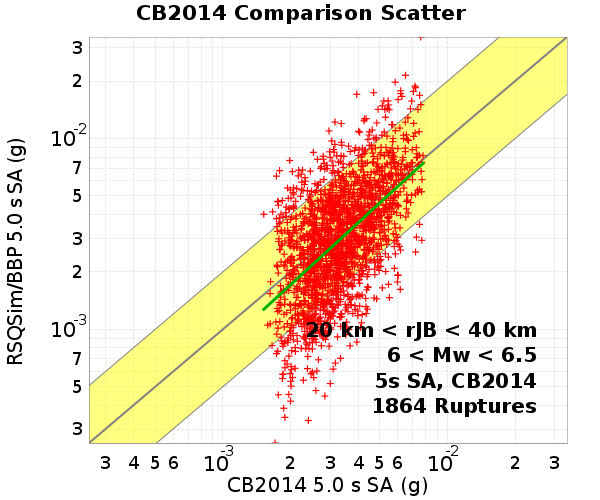 CB2014 Comparison Scatter
RSQSim/BBP 5.0 s SA (g)
3
2
10-2
7
5
3
2
10-3
7
5
3
20 km < rJB < 40 km
6 < Mw < 6.5
5s SA, CB2014
1864 Ruptures
3 4 5 6 10-3 2 3 4 5 6 10-2 2 3
CB2014 5.0 s SA (g)